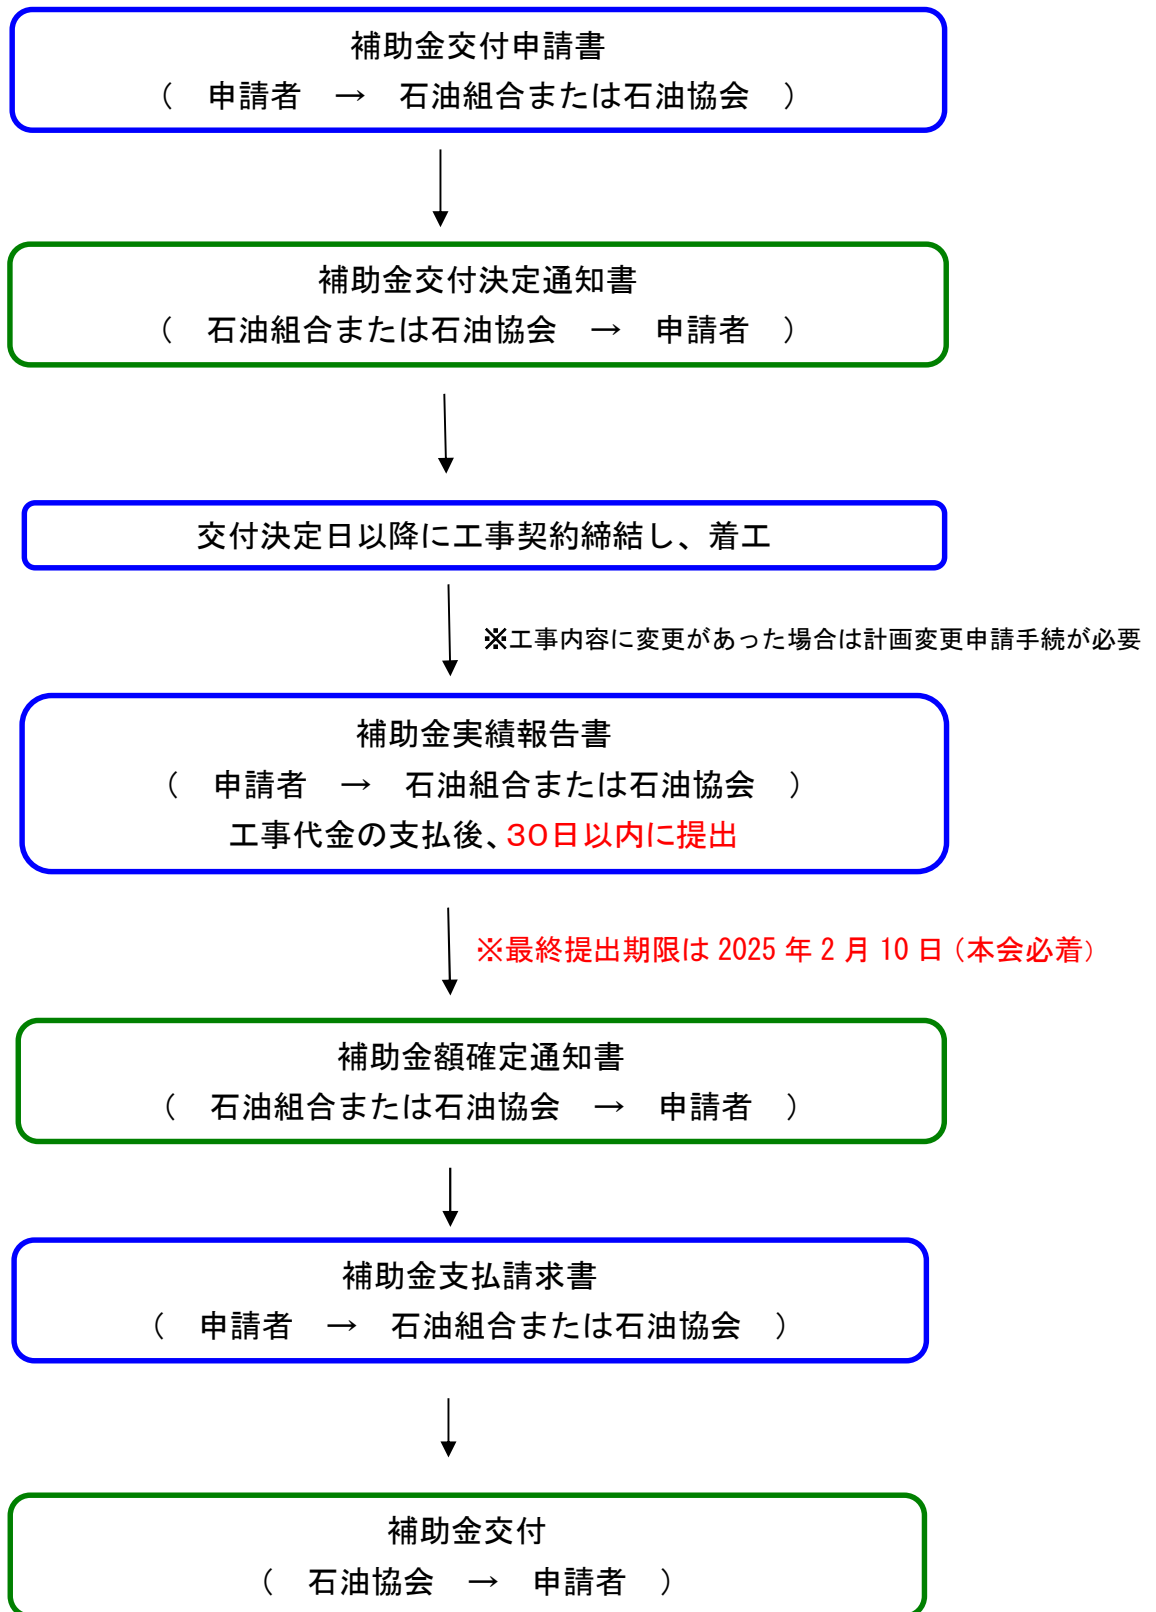 補助金交付申請書
（　申請者　→　石油組合または石油協会　）
補助金交付決定通知書
（　石油組合または石油協会　→　申請者　）
交付決定日以降に工事契約締結し、着工
※工事内容に変更があった場合は計画変更申請手続が必要
補助金実績報告書
（　申請者　→　石油組合または石油協会　）
工事代金の支払後、３０日以内に提出
※最終提出期限は 2025 年 2 月 10 日（本会必着）
補助金額確定通知書
（　石油組合または石油協会　→　申請者　）
補助金支払請求書
（　申請者　→　石油組合または石油協会　）
補助金交付
（　石油協会　→　申請者　）